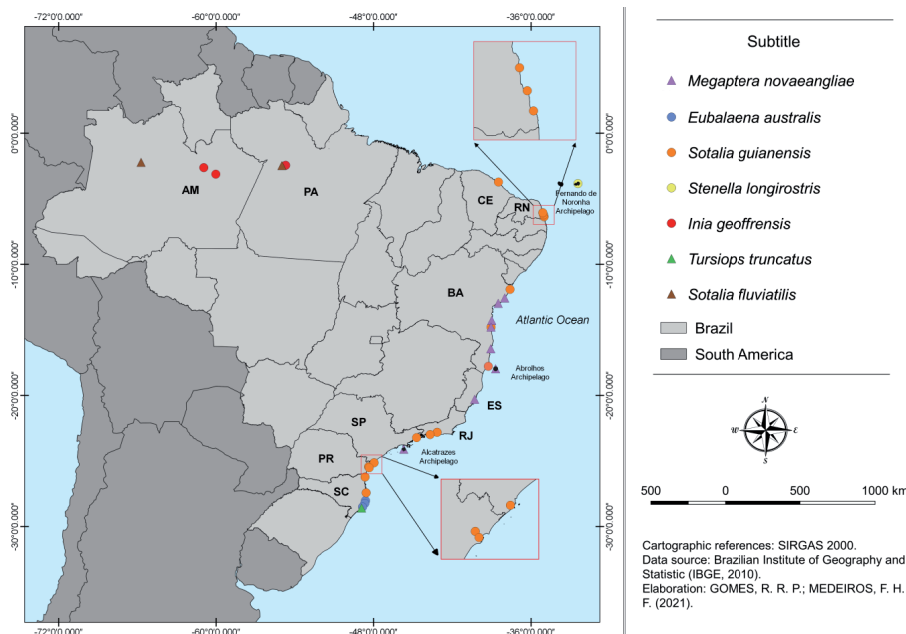 -72°0'0.000"
-60°0'0.000"
-48°0'0.000"
-36°0'0.000"
0°0'0.000"
-10°0'0.000"
-20°0'0.000"
-30°0'0.000"
0°0'0.000"
-10°0'0.000"
-20°0'0.000"
-30°0'0.000"
AM
PA
CE
RN
Fernando de
Noronha
Archipelago
BA
Atlantic Ocean
Abrolhos
Archipelago
ES
SP
RJ
Alcatrazes
Archipelago
PR
SC
-72°0'0.000"
-60°0'0.000"
-48°0'0.000"
-36°0'0.000"
Subtitle
Megaptera novaeangliae
Eubalaena australis
Sotalia guianensis
Stenella longirostris
Inia geoffrensis
Tursiops truncatus
Sotalia fluviatilis
Brazil
South America
N
W
E
S
500 0 500 1000 km
Cartographic references: SIRGAS 2000.
Data source: Brazilian Institute of Geography and
Statistic (IBGE, 2010).
Elaboration: GOMES, R. R. P.; MEDEIROS, F. H.
F. (2021).